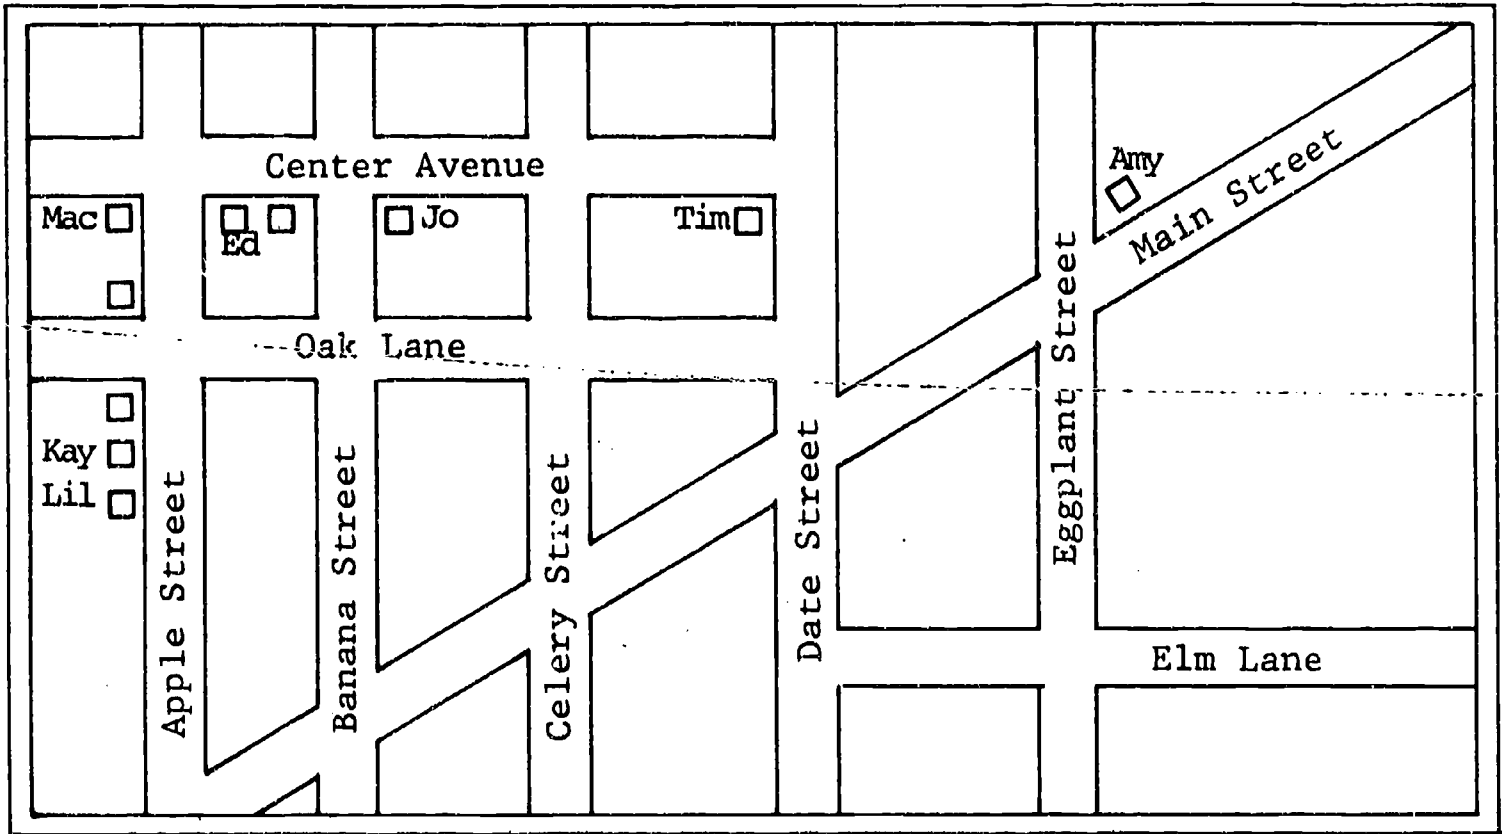 Center Avenue
Amy
Main Street
Mac
Ed
Jo
Tim
Oak Lane
Kay
Lil
Apple Street
Banana Street
Celery Street
Date Street
Eggplant Street
Elm Lane